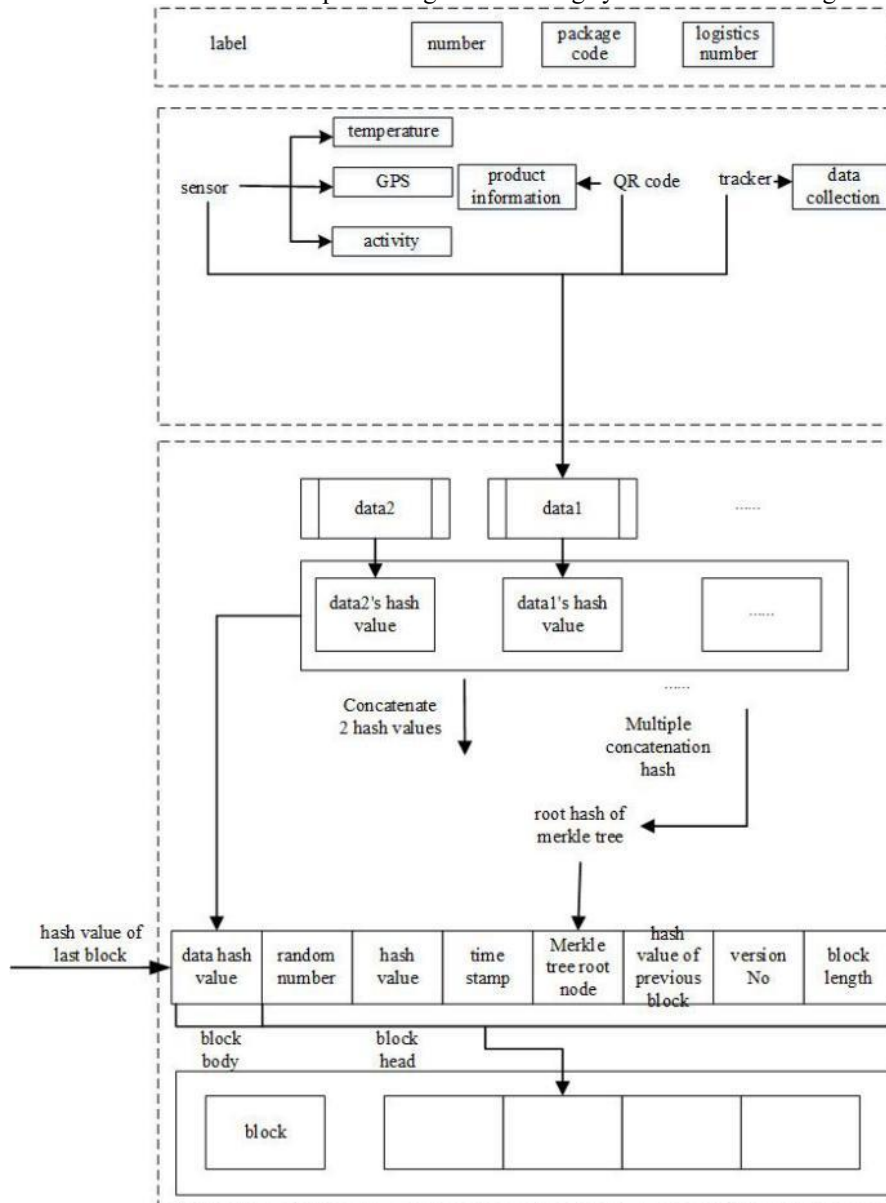 label
number
package
code
logistics
number
temperature
sensor
GPS
activity
product
information
QR code
tracker
data
collection
data2
data1
......
data2's hash
value
data1's hash
value
......
......
Concatenate
2 hash values
Multiple
concatenation
hash
root hash of
merkle tree
hash value of
last block
data hash
value
random
number
hash
value
time
stamp
Merkle
tree root
node
hash
value of
previous
block
version
No
block
length
block
body
block
head
block